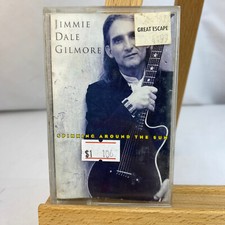 JIMMIE
DALE
GILMORE
GREAT ESCAPE
SPINNING AROUND THE SUN
$1